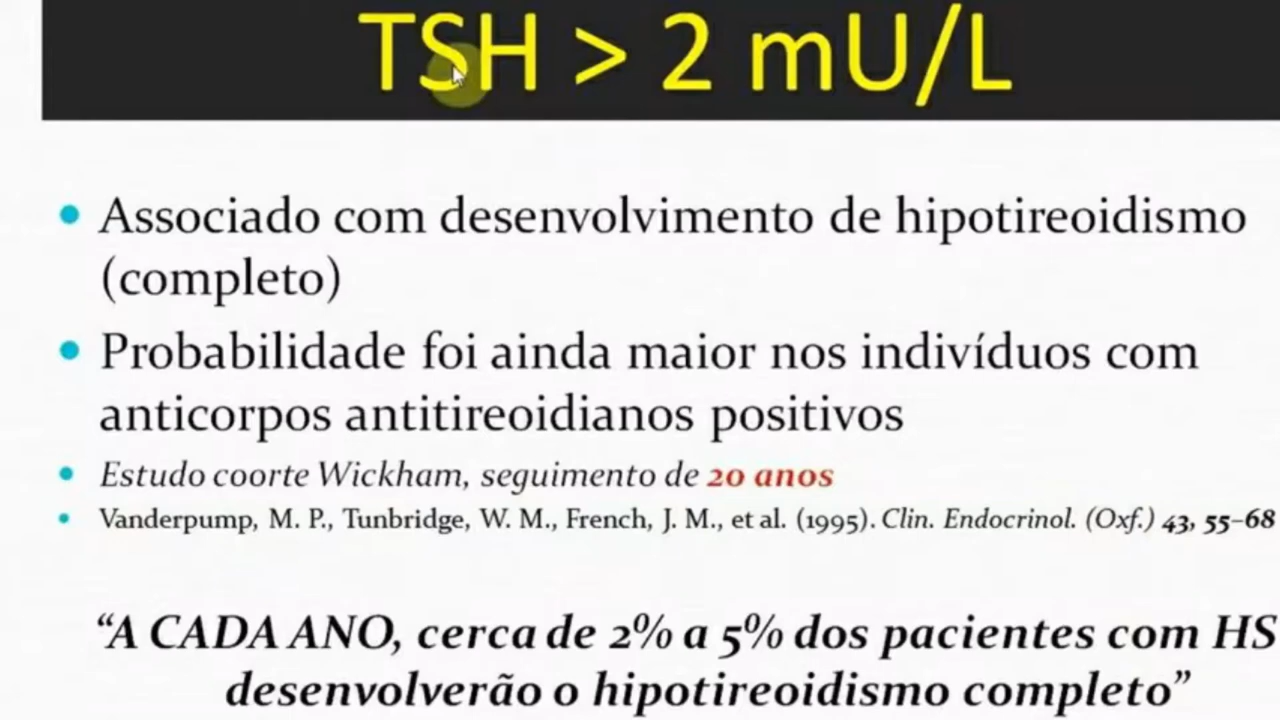 TSH > 2 mU/L
• Associado com desenvolvimento de hipotireoidismo
(completo)
• Probabilidade foi ainda maior nos indivíduos com
anticorpos antitireoidianos positivos
• Estudo coorte Wickham, seguimento de 20 anos
• Vanderpump, M. P., Tunbridge, W. M., French, J. M., et al. (1995). Clin. Endocrinol. (Oxf.) 43, 55–68
“A CADA ANO, cerca de 2% a 5% dos pacientes com HS
desenvolverão o hipotireoidismo completo”